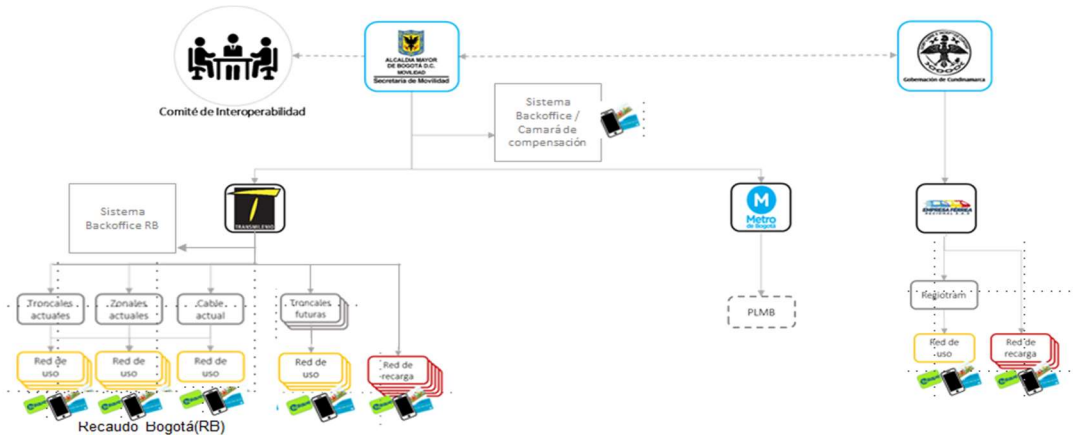 ALCALDIA MAYOR
DE BOGOTÁ D.C.
MOVILIDAD
Secretaría de Movilidad
Gobernación de Cundinamarca
Comité de Interoperabilidad
Sistema
Backoffice /
Camará de
compensación
Sistema
Backoffice RB
TRANSMILENIO
M
Metro
de Bogotá
EMPRESA FÉRREA
REGIONAL S.A.S
Troncales
actuales
Zonales
actuales
Cable
actual
Troncales
futuras
PLMB
Regiotram
Red de
uso
Red de
uso
Red de
uso
Red de
uso
Red de
recarga
Red de
uso
Red de
recarga
Recaudo Bogotá(RB)